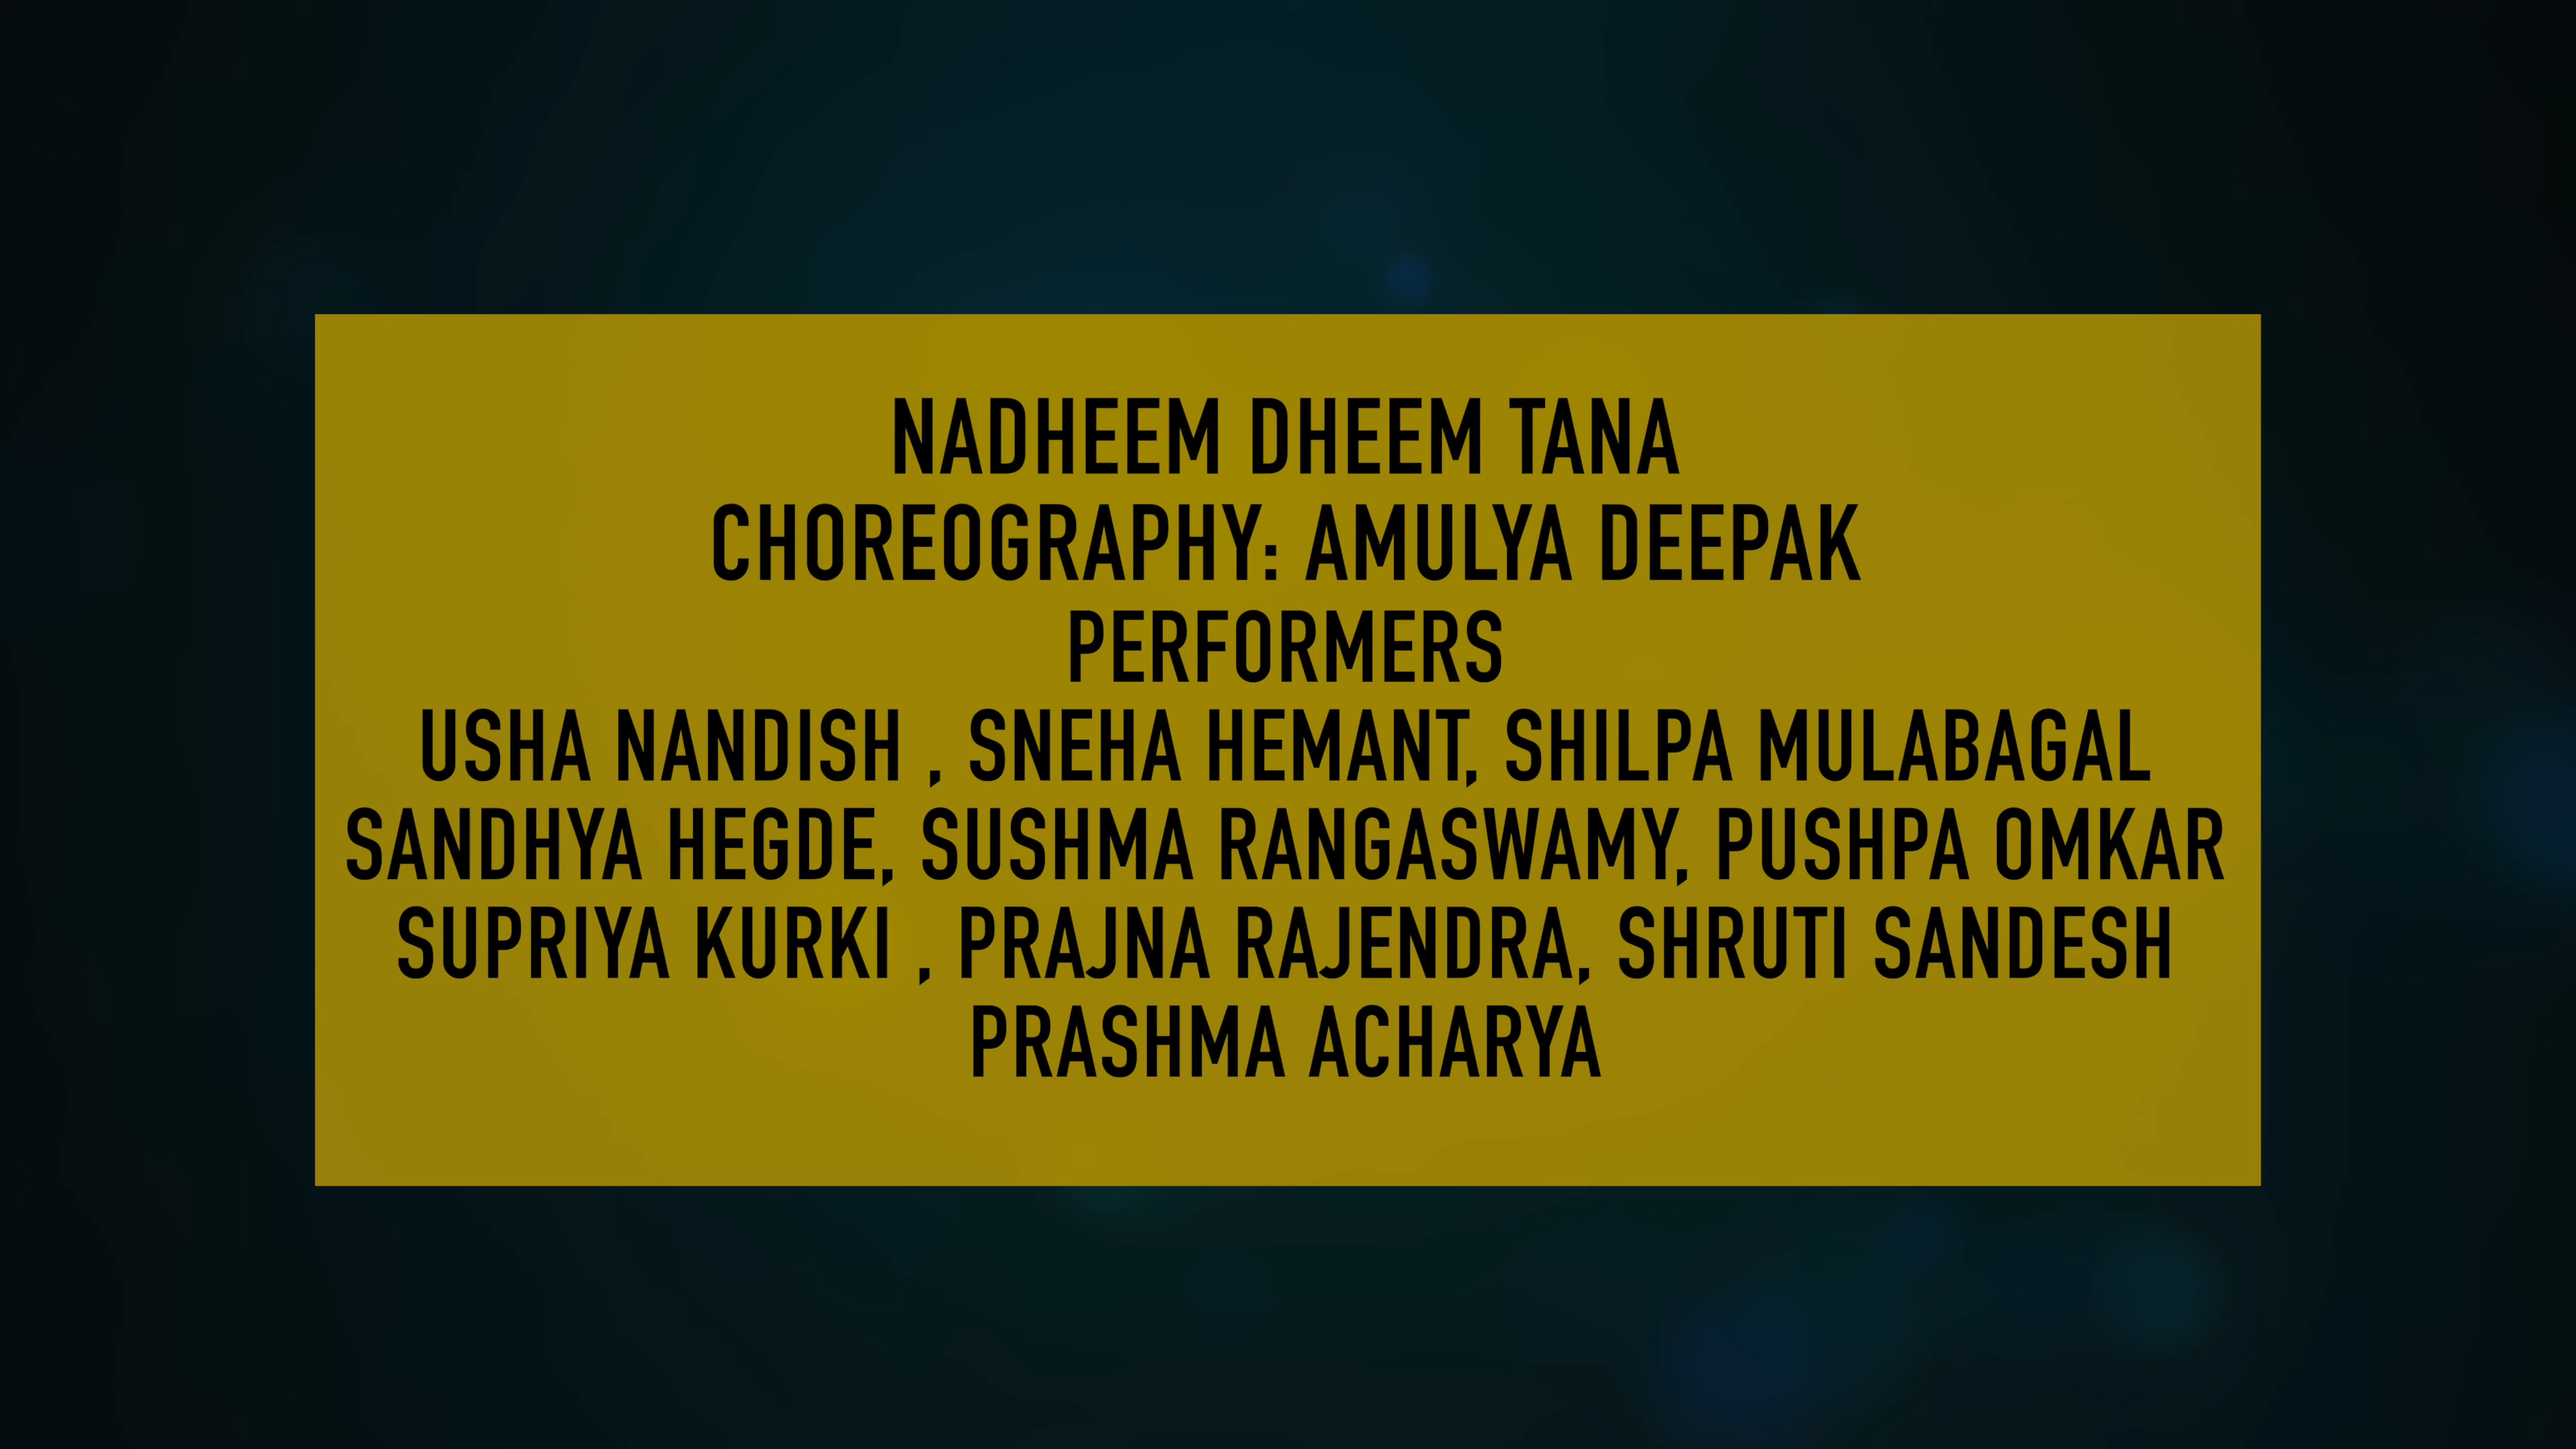 NADHEEM DHEEM TANA
CHOREOGRAPHY: AMULYA DEEPAK
PERFORMERS
USHA NANDISH , SNEHA HEMANT, SHILPA MULABAGAL
SANDHYA HEGDE, SUSHMA RANGASWAMY, PUSHPA OMKAR
SUPRIYA KURKI , PRAJNA RAJENDRA, SHRUTI SANDESH
PRASHMA ACHARYA